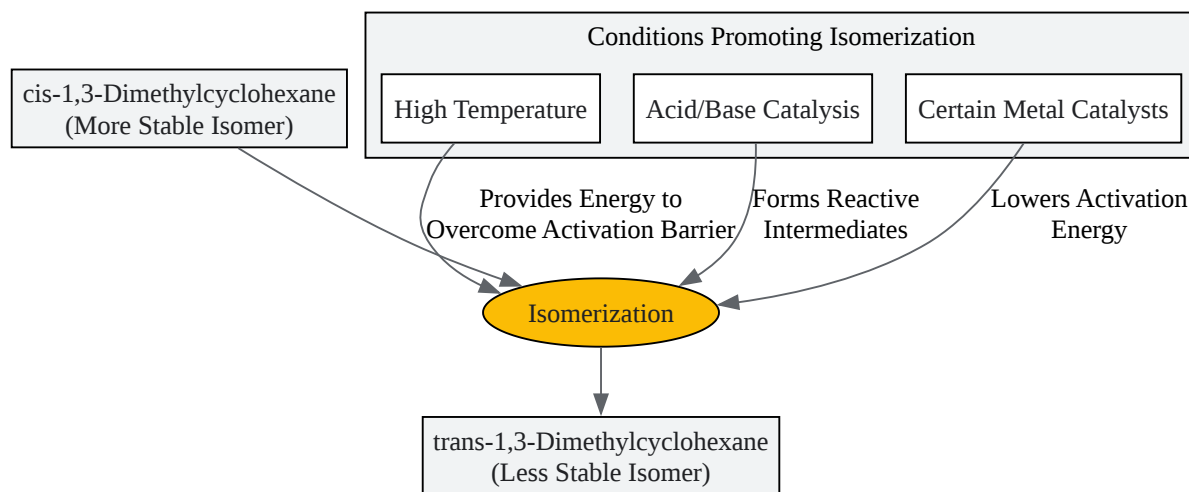 Conditions Promoting Isomerization
cis-1,3-Dimethylcyclohexane
(More Stable Isomer)
High Temperature
Acid/Base Catalysis
Certain Metal Catalysts
Provides Energy to
Overcome Activation Barrier
Forms Reactive
Intermediates
Lowers Activation
Energy
Isomerization
trans-1,3-Dimethylcyclohexane
(Less Stable Isomer)